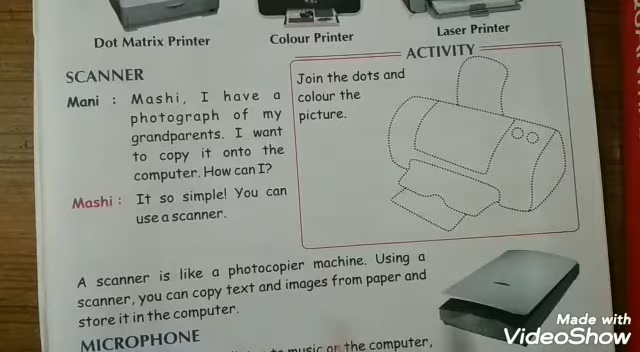 Dot Matrix Printer
Colour Printer
Laser Printer
SCANNER
Mani : Mashi, I have a
photograph of my
grandparents. I want
to copy it onto the
computer. How can I?
Mashi : It so simple! You can
use a scanner.
ACTIVITY
Join the dots and
colour the
picture.
A scanner is like a photocopier machine. Using a
scanner, you can copy text and images from paper and
store it in the computer.
MICROPHONE
to music or the computer,
Made with
VideoShow